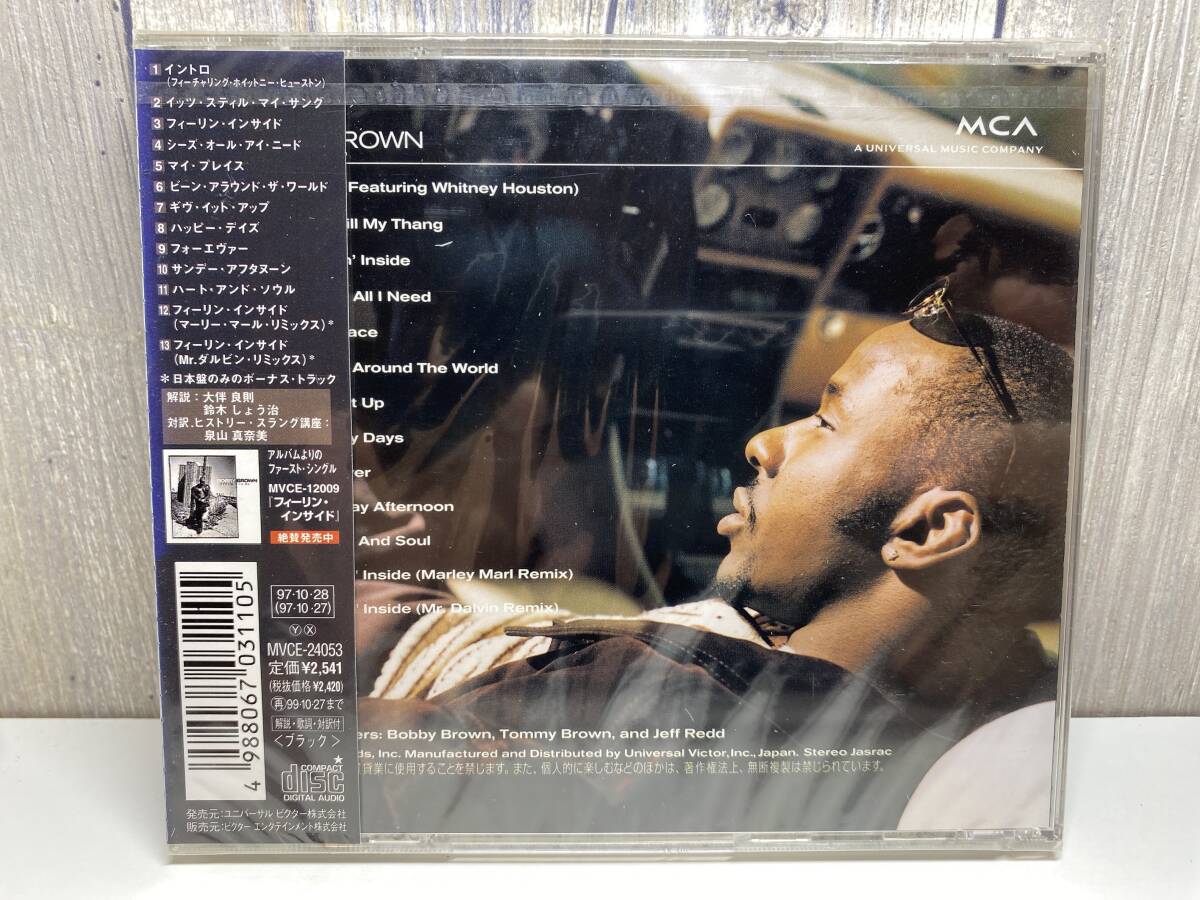 1 イントロ
(フィーチャリング・ホイットニー・ヒューストン)
2 イッツ・スティル・マイ・サング
3 フィーリン・インサイド
4 シーズ・オール・アイ・ニード
5 マイ・プレイス
6 ビーン・アラウンド・ザ・ワールド
7 ギヴ・イット・アップ
8 ハッピー・デイズ
9 フォーエヴァー
10 サンデー・アフタヌーン
11 ハート・アンド・ソウル
12 フィーリン・インサイド
(マーリー・マール・リミックス)*
13 フィーリン・インサイド
(Mr.ダルビン・リミックス)*
*日本盤のみのボーナス・トラック
解説:大伴 良則
鈴木 しょう治
対訳.ヒストリー・スラング講座:
泉山 真奈美
アルバムよりの
ファースト・シングル
MVCE-12009
「フィーリン・
インサイド」
絶賛発売中
4 988067 031105
97・10・28
(97・10・27)
Y X
MVCE-24053
定価¥2,541
(税抜価格¥2,420)
再99・10・27まで
解説・歌詞・対訳付
<ブラック>
COMPACT
disc
DIGITAL AUDIO
発売元:ユニバーサル ビクター株式会社
販売元:ビクター エンタテインメント株式会社
ROWN
MCA
A UNIVERSAL MUSIC COMPANY
Featuring Whitney Houston)
ill My Thang
n' Inside
All I Need
ace
Around The World
t Up
y Days
er
ay Afternoon
And Soul
' Inside (Marley Marl Remix)
' Inside (Mr. Dalvin Remix)
ers: Bobby Brown, Tommy Brown, and Jeff Redd
ds, Inc. Manufactured and Distributed by Universal Victor,Inc., Japan. Stereo Jasrac
賃貸業に使用することを禁じます。また、個人的に楽しむなどのほかは、著作権法上、無断複製は禁じられています。